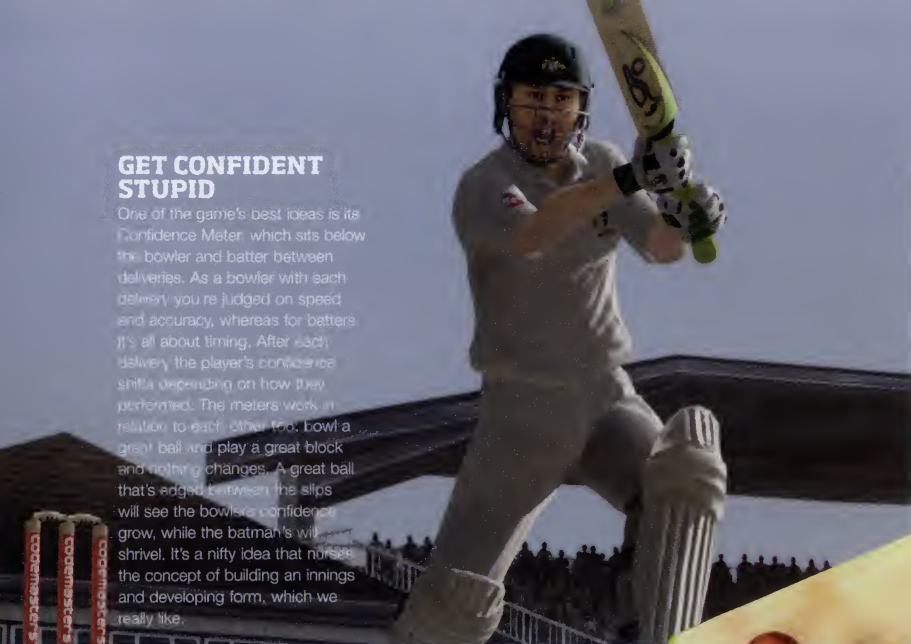 GET CONFIDENT
STUPID
One of the game's best ideas is its
Confidence Meter, which sits below
the bowler and batter between
deliveries. As a bowler with each
delivery you're judged on speed
and accuracy, whereas for batters
it's all about timing. After each
delivery the player's confidence
shifts depending on how they
performed. The meters work in
relation to each other too, bowl a
great ball and play a great block
and nothing changes. A great ball
that's edged between the slips
will see the bowler's confidence
grow, while the batman's will
shrivel. It's a nifty idea that nurses
the concept of building an innings
and developing form, which we
really like.
codemasters
codemasters
codemasters